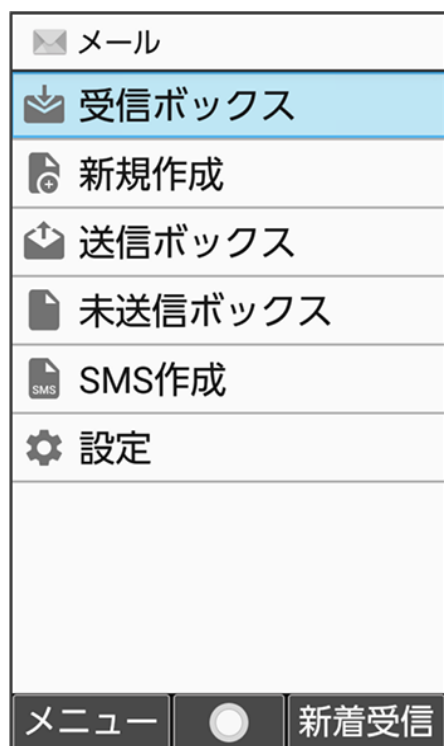 メール
受信ボックス
新規作成
送信ボックス
未送信ボックス
SMS
SMS作成
設定
メニュー 新着受信